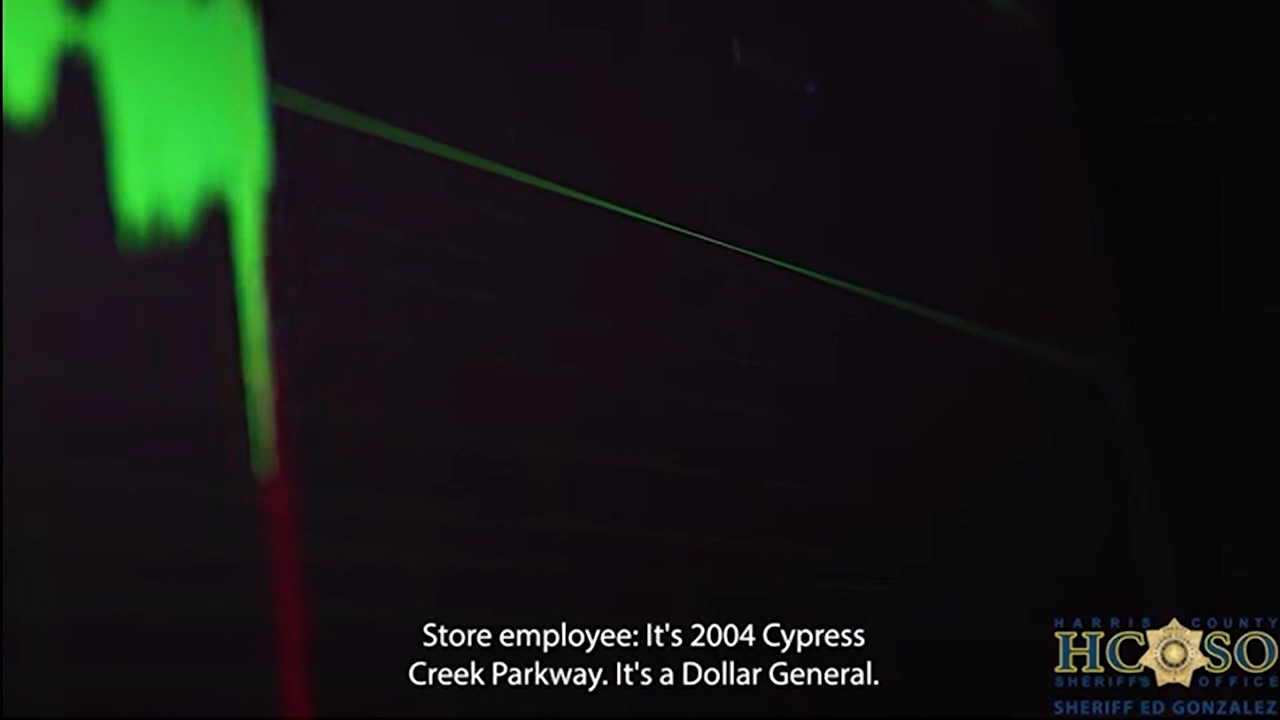 Store employee: It's 2004 Cypress
Creek Parkway. It's a Dollar General.
HARRIS COUNTY
HCSO
SHERIFF'S OFFICE
SHERIFF ED GONZALEZ